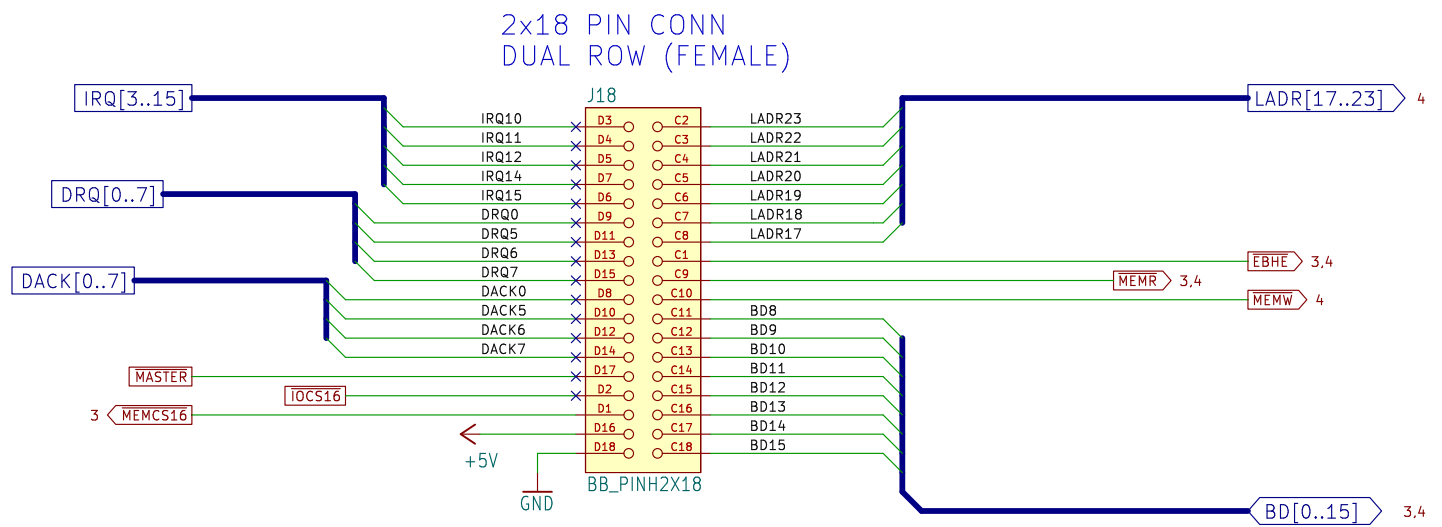 2x18 PIN CONN
DUAL ROW (FEMALE)
IRQ[3..15]
J18
LADR[17..23] 4
IRQ10 D3 C2 LADR23
IRQ11 D4 C3 LADR22
IRQ12 D5 C4 LADR21
IRQ14 D7 C5 LADR20
DRQ[0..7]
IRQ15 D6 C6 LADR19
DRQ0 D9 C7 LADR18
DRQ5 D11 C8 LADR17
DRQ6 D13 C1 EBHE 3,4
DACK[0..7]
DRQ7 D15 C9 MEMR 3,4
DACK0 D8 C10 MEMW 4
DACK5 D10 C11 BD8
DACK6 D12 C12 BD9
DACK7 D14 C13 BD10
MASTER D17 C14 BD11
IOCS16 D2 C15 BD12
3 MEMCS16 D1 C16 BD13
D16 C17 BD14
+5V D18 C18 BD15
GND BB_PINH2X18
BD[0..15] 3,4